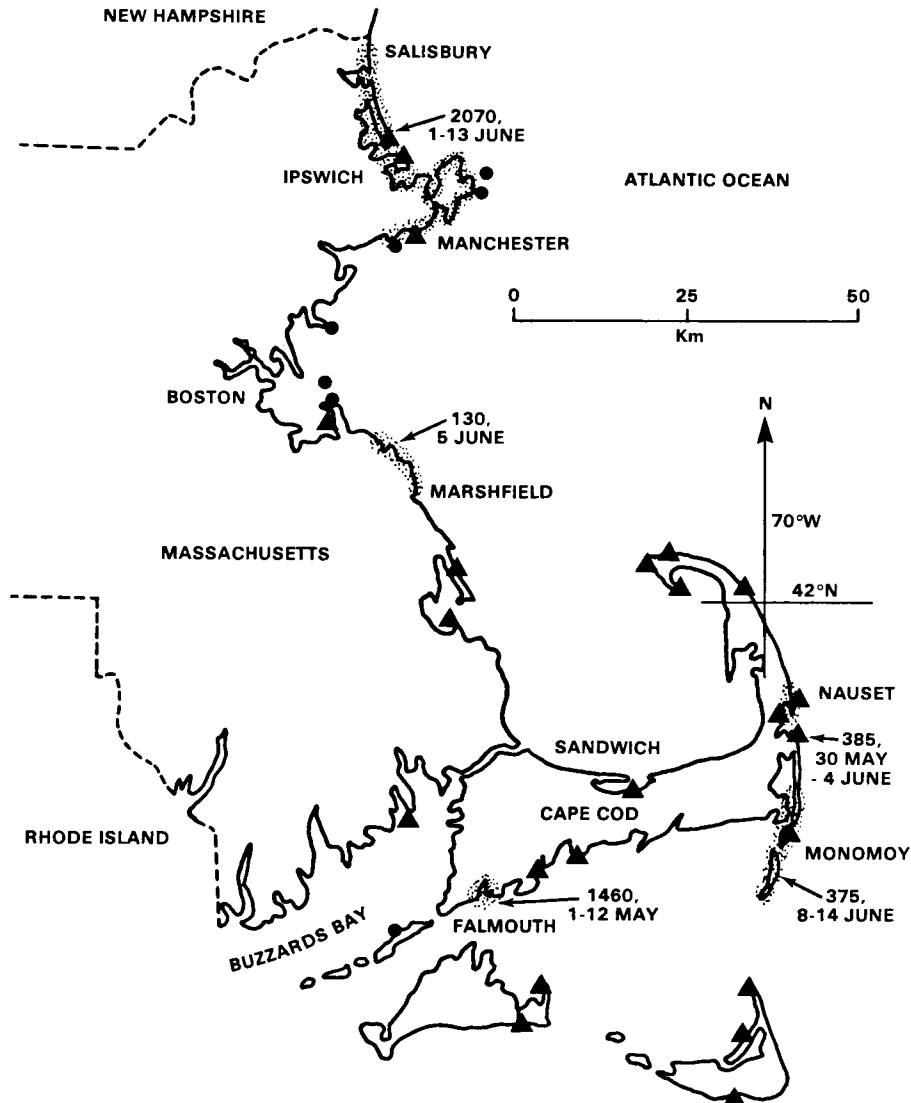 NEW HAMPSHIRE
SALISBURY
2070,
1-13 JUNE
IPSWICH
ATLANTIC OCEAN
MANCHESTER
0 25 50
Km
BOSTON
130,
5 JUNE
N
MARSHFIELD
70°W
MASSACHUSETTS
42°N
NAUSET
SANDWICH
385,
30 MAY
- 4 JUNE
CAPE COD
RHODE ISLAND
MONOMOY
1460,
1-12 MAY
375,
8-14 JUNE
FALMOUTH
BUZZARDS BAY